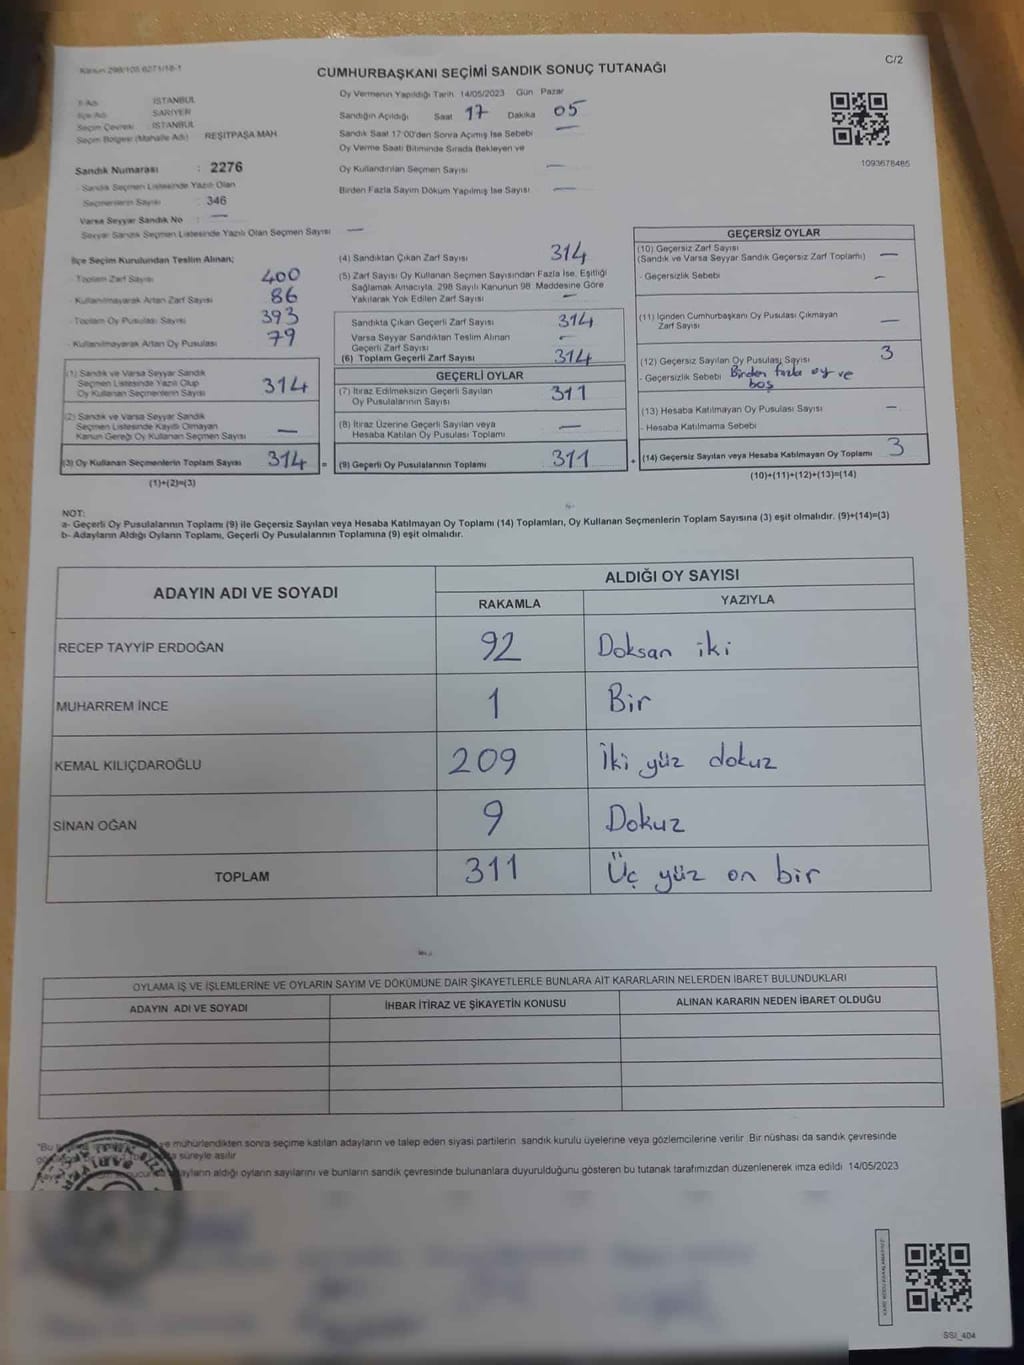 Kanun 298/105 6271/18-1
C/2
CUMHURBAŞKANI SEÇİMİ SANDIK SONUÇ TUTANAĞI
İl Adı : İSTANBUL
İlçe Adı : SARIYER
Seçim Çevresi : İSTANBUL
Seçim Bölgesi (Mahalle Adı) : REŞİTPAŞA MAH.
Sandık Numarası : 2276
- Sandık Seçmen Listesinde Yazılı Olan
Seçmenlerin Sayısı : 346
Varsa Seyyar Sandık No : —
- Seyyar Sandık Seçmen Listesinde Yazılı Olan Seçmen Sayısı —
Oy Vermenin Yapıldığı Tarih 14/05/2023 Gün Pazar
Sandığın Açıldığı Saat 17 Dakika 05
Sandık Saat 17:00'den Sonra Açılmış İse Sebebi —
Oy Verme Saati Bitiminde Sırada Bekleyen ve
Oy Kullandırılan Seçmen Sayısı —
Birden Fazla Sayım Döküm Yapılmış İse Sayısı —
1093678485
İlçe Seçim Kurulundan Teslim Alınan;
- Toplam Zarf Sayısı 400
- Kullanılmayarak Artan Zarf Sayısı 86
- Toplam Oy Pusulası Sayısı 393
- Kullanılmayarak Artan Oy Pusulası 79
(1) Sandık ve Varsa Seyyar Sandık
Seçmen Listesinde Yazılı Olup
Oy Kullanan Seçmenlerin Sayısı 314
(2) Sandık ve Varsa Seyyar Sandık
Seçmen Listesinde Kayıtlı Olmayan
Kanun Gereği Oy Kullanan Seçmen Sayısı —
(3) Oy Kullanan Seçmenlerin Toplam Sayısı 314 =
(1)+(2)=(3)
(4) Sandıktan Çıkan Zarf Sayısı 314
(5) Zarf Sayısı Oy Kullanan Seçmen Sayısından Fazla İse, Eşitliği
Sağlamak Amacıyla, 298 Sayılı Kanunun 98. Maddesine Göre
Yakılarak Yok Edilen Zarf Sayısı —
Sandıkta Çıkan Geçerli Zarf Sayısı 314
Varsa Seyyar Sandıktan Teslim Alınan
Geçerli Zarf Sayısı —
(6) Toplam Geçerli Zarf Sayısı 314
GEÇERLİ OYLAR
(7) İtiraz Edilmeksizin Geçerli Sayılan
Oy Pusulalarının Sayısı 311
(8) İtiraz Üzerine Geçerli Sayılan veya
Hesaba Katılan Oy Pusulası Toplamı —
(9) Geçerli Oy Pusulalarının Toplamı 311 +
GEÇERSİZ OYLAR
(10) Geçersiz Zarf Sayısı
(Sandık ve Varsa Seyyar Sandık Geçersiz Zarf Toplamı) —
- Geçersizlik Sebebi —
(11) İçinden Cumhurbaşkanı Oy Pusulası Çıkmayan
Zarf Sayısı —
(12) Geçersiz Sayılan Oy Pusulası Sayısı 3
- Geçersizlik Sebebi Birden fazla oy ve
boş
(13) Hesaba Katılmayan Oy Pusulası Sayısı —
- Hesaba Katılmama Sebebi
(14) Geçersiz Sayılan veya Hesaba Katılmayan Oy Toplamı 3
(10)+(11)+(12)+(13)=(14)
NOT:
a- Geçerli Oy Pusulalarının Toplamı (9) ile Geçersiz Sayılan veya Hesaba Katılmayan Oy Toplamı (14) Toplamları, Oy Kullanan Seçmenlerin Toplam Sayısına (3) eşit olmalıdır. (9)+(14)=(3)
b- Adayların Aldığı Oyların Toplamı, Geçerli Oy Pusulalarının Toplamına (9) eşit olmalıdır.
ADAYIN ADI VE SOYADI
ALDIĞI OY SAYISI
RAKAMLA YAZIYLA
RECEP TAYYİP ERDOĞAN 92 Doksan iki
MUHARREM İNCE 1 Bir
KEMAL KILIÇDAROĞLU 209 İki yüz dokuz
SİNAN OĞAN 9 Dokuz
TOPLAM 311 Üç yüz on bir
OYLAMA İŞ VE İŞLEMLERİNE VE OYLARIN SAYIM VE DÖKÜMÜNE DAİR ŞİKAYETLERLE BUNLARA AİT KARARLARIN NELERDEN İBARET BULUNDUKLARI
ADAYIN ADI VE SOYADI İHBAR İTİRAZ VE ŞİKAYETİN KONUSU ALINAN KARARIN NEDEN İBARET OLDUĞU
"Bu ve mühürlendikten sonra seçime katılan adayların ve talep eden siyasi partilerin sandık kurulu üyelerine veya gözlemcilerine verilir. Bir nüshası da sandık çevresinde
süreyle asılır
adayların aldığı oyların sayılarını ve bunların sandık çevresinde bulunanlara duyurulduğunu gösteren bu tutanak tarafımızdan düzenlenerek imza edildi 14/05/2023
SSI_404